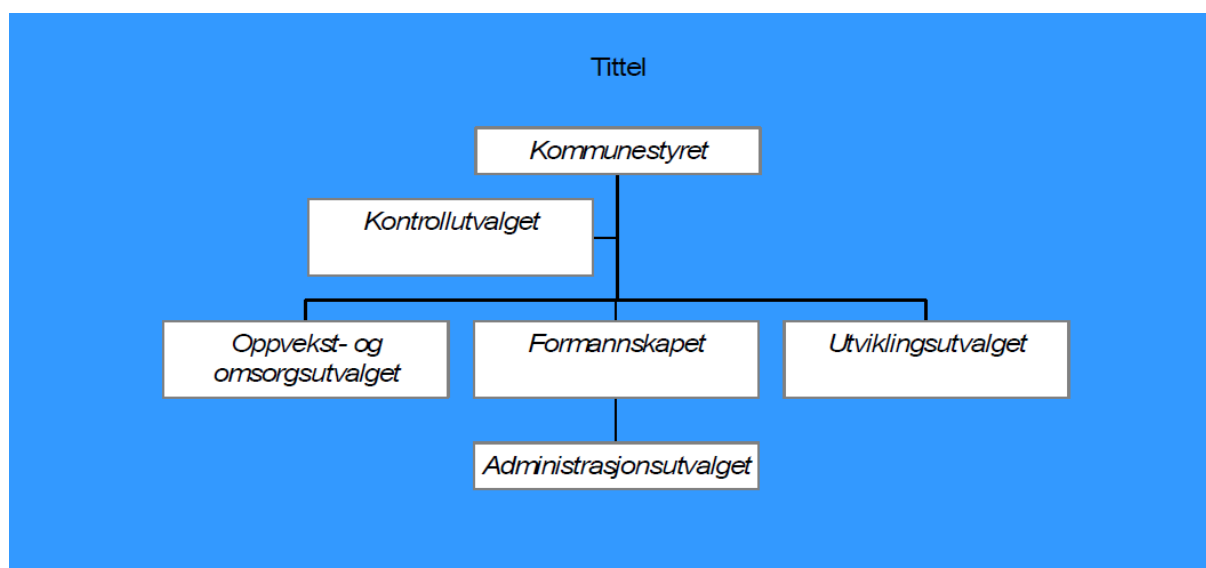 Tittel
Kommunestyret
Kontrollutvalget
Oppvekst- og
omsorgsutvalget
Formannskapet
Utviklingsutvalget
Administrasjonsutvalget